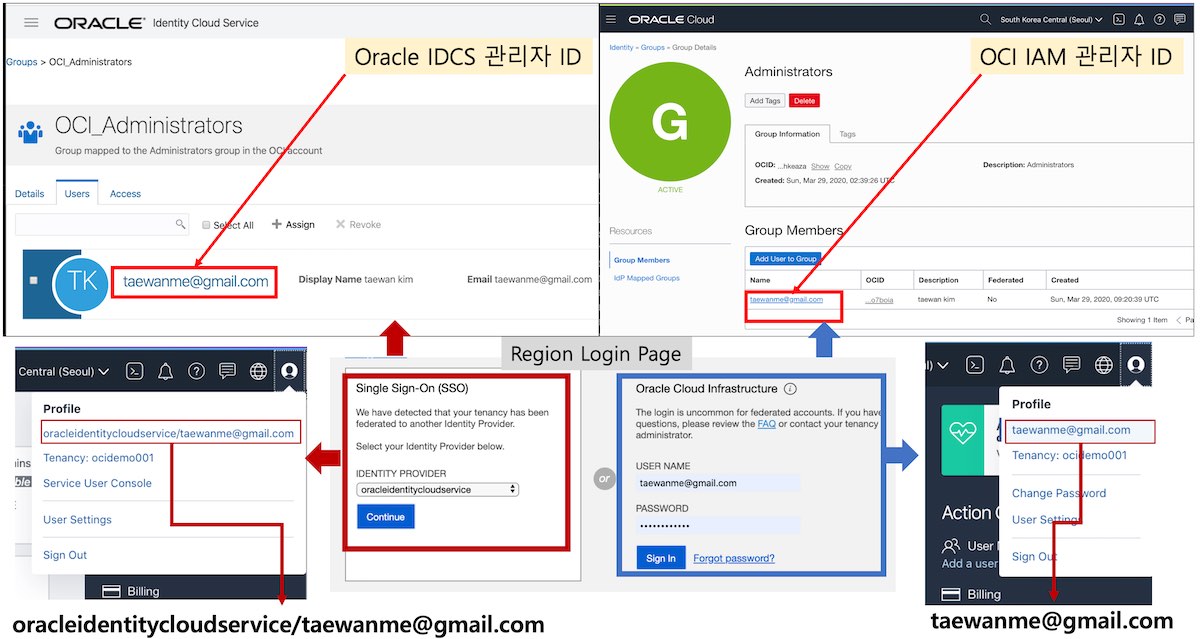 ORACLE® Identity Cloud Service
Groups > OCI_Administrators
Oracle IDCS 관리자 ID
OCI_Administrators
Group mapped to the Administrators group in the OCI account
Details Users Access
Select All + Assign × Revoke
TK
taewanme@gmail.com
Display Name taewan kim
Email taewanme@gmail.com
ORACLE Cloud
South Korea Central (Seoul)
Identity » Groups » Group Details
OCI IAM 관리자 ID
G
ACTIVE
Administrators
Add Tags Delete
Group Information Tags
OCID: ...hkeaza Show Copy
Description: Administrators
Created: Sun, Mar 29, 2020, 02:39:26 UTC
Resources
Group Members
IdP Mapped Groups
Group Members
Add User to Group
Name OCID Description Federated Created
taewanme@gmail.com ...o7boia taewan kim No Sun, Mar 29, 2020, 09:20:39 UTC
Showing 1 Item < Pa
Region Login Page
Central (Seoul)
Profile
oracleidentitycloudservice/taewanme@gmail.com
Tenancy: ocidemo001
Service User Console
User Settings
Sign Out
Billing
oracleidentitycloudservice/taewanme@gmail.com
Single Sign-On (SSO)
We have detected that your tenancy has been
federated to another Identity Provider.
Select your Identity Provider below.
IDENTITY PROVIDER
oracleidentitycloudservice
Continue
or
Oracle Cloud Infrastructure
The login is uncommon for federated accounts. If you have
questions, please review the FAQ or contact your tenancy
administrator.
USER NAME
taewanme@gmail.com
PASSWORD
••••••••••••
Sign In Forgot password?
Profile
taewanme@gmail.com
Tenancy: ocidemo001
Change Password
User Settings
Sign Out
Action C
User M
Add a user
Billing
taewanme@gmail.com